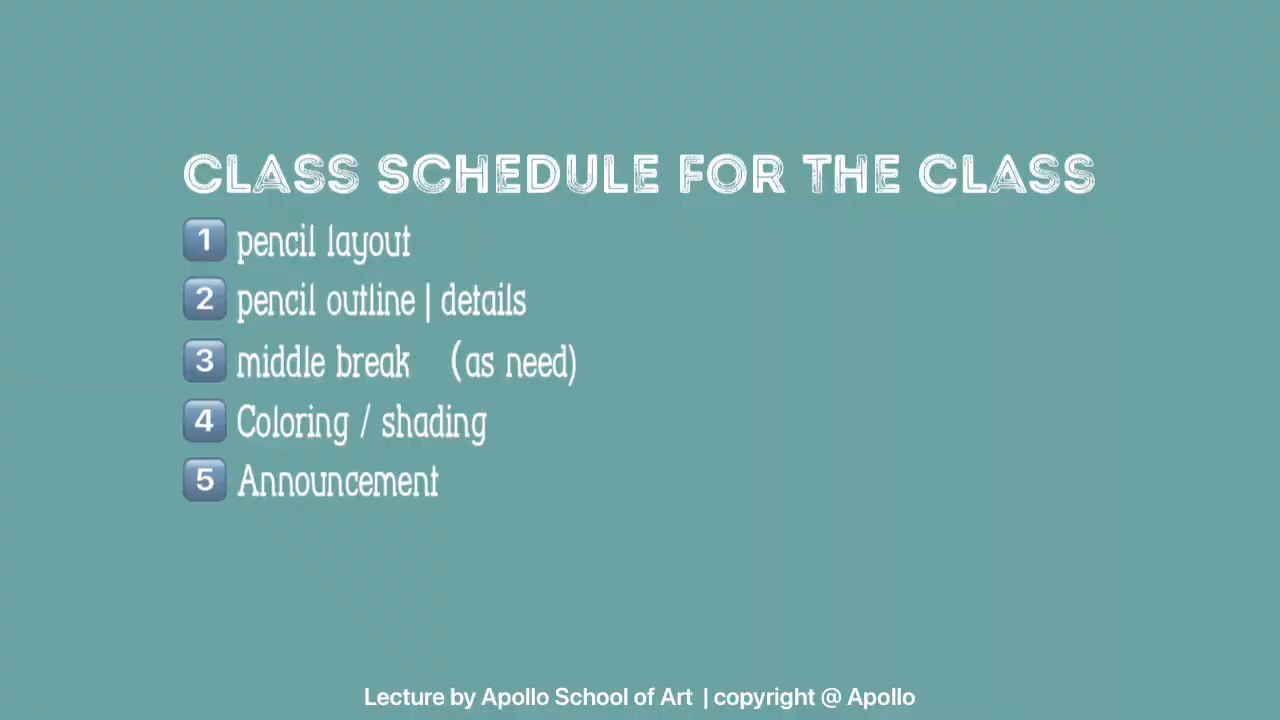 CLASS SCHEDULE FOR THE CLASS
1 pencil layout
2 pencil outline | details
3 middle break (as need)
4 Coloring / shading
5 Announcement
Lecture by Apollo School of Art | copyright @ Apollo